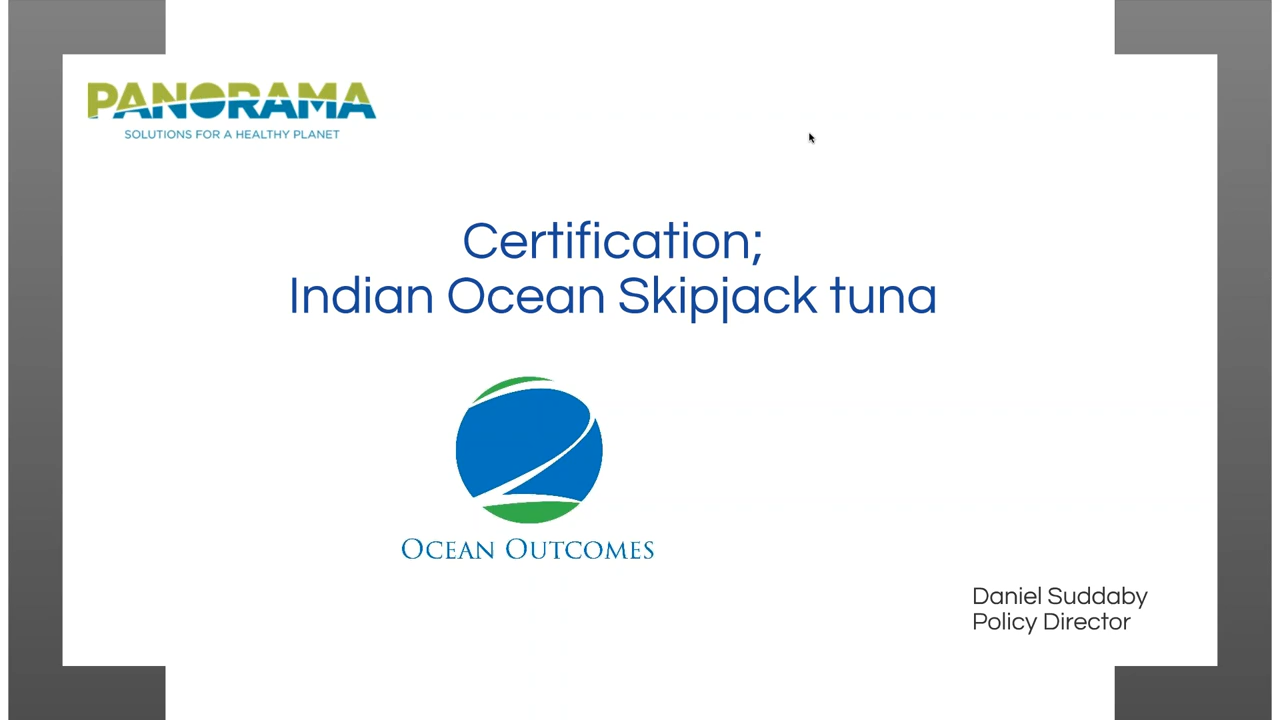 PANORAMA
SOLUTIONS FOR A HEALTHY PLANET
Certification;
Indian Ocean Skipjack tuna
OCEAN OUTCOMES
Daniel Suddaby
Policy Director